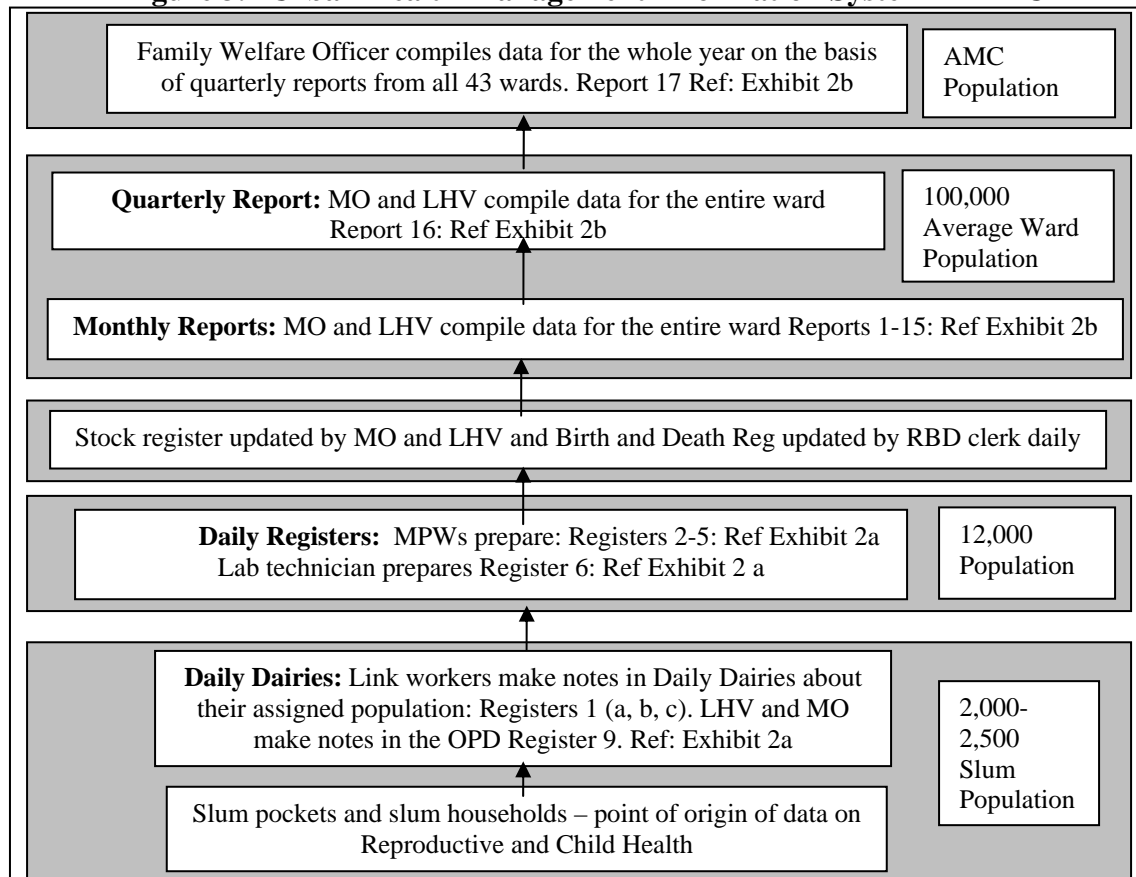 Family Welfare Officer compiles data for the whole year on the basis
of quarterly reports from all 43 wards. Report 17 Ref: Exhibit 2b
AMC
Population
Quarterly Report: MO and LHV compile data for the entire ward
Report 16: Ref Exhibit 2b
100,000
Average Ward
Population
Monthly Reports: MO and LHV compile data for the entire ward Reports 1-15: Ref Exhibit 2b
Stock register updated by MO and LHV and Birth and Death Reg updated by RBD clerk daily
Daily Registers: MPWs prepare: Registers 2-5: Ref Exhibit 2a
Lab technician prepares Register 6: Ref Exhibit 2 a
12,000
Population
Daily Dairies: Link workers make notes in Daily Dairies about
their assigned population: Registers 1 (a, b, c). LHV and MO
make notes in the OPD Register 9. Ref: Exhibit 2a
2,000-
2,500
Slum
Population
Slum pockets and slum households – point of origin of data on
Reproductive and Child Health